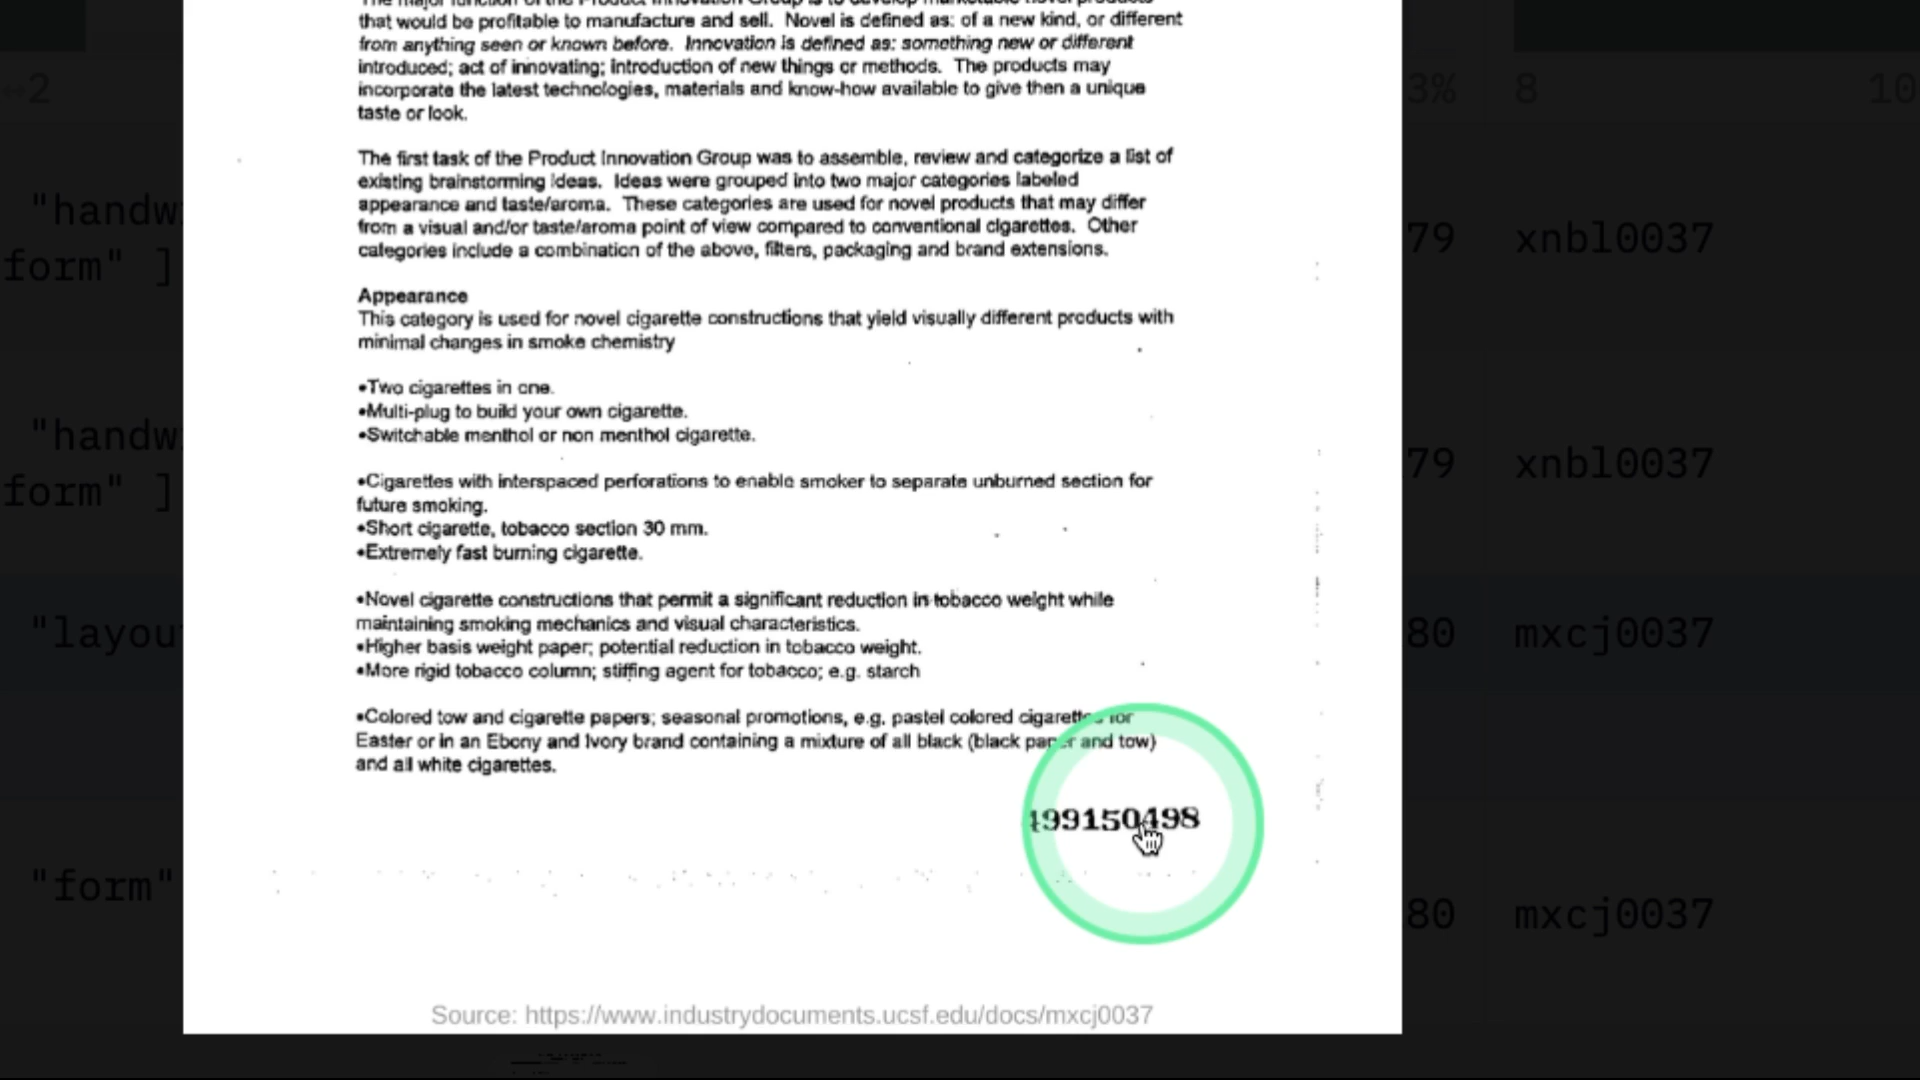 that would be profitable to manufacture and sell. Novel is defined as: of a new kind, or different
from anything seen or known before. Innovation is defined as: something new or different
introduced; act of innovating; introduction of new things or methods. The products may
incorporate the latest technologies, materials and know-how available to give then a unique
taste or look.
The first task of the Product Innovation Group was to assemble, review and categorize a list of
existing brainstorming ideas. Ideas were grouped into two major categories labeled
appearance and taste/aroma. These categories are used for novel products that may differ
from a visual and/or taste/aroma point of view compared to conventional cigarettes. Other
categories include a combination of the above, filters, packaging and brand extensions.
Appearance
This category is used for novel cigarette constructions that yield visually different products with
minimal changes in smoke chemistry
•Two cigarettes in one.
•Multi-plug to build your own cigarette.
•Switchable menthol or non menthol cigarette.
•Cigarettes with interspaced perforations to enable smoker to separate unburned section for
future smoking.
•Short cigarette, tobacco section 30 mm.
•Extremely fast burning cigarette.
•Novel cigarette constructions that permit a significant reduction in tobacco weight while
maintaining smoking mechanics and visual characteristics.
•Higher basis weight paper; potential reduction in tobacco weight.
•More rigid tobacco column; stiffing agent for tobacco; e.g. starch
•Colored tow and cigarette papers; seasonal promotions, e.g. pastel colored cigarettes for
Easter or in an Ebony and Ivory brand containing a mixture of all black (black paper and tow)
and all white cigarettes.
499150498
Source: https://www.industrydocuments.ucsf.edu/docs/mxcj0037
2
"handw
form" ]
"handw
form" ]
"layou
"form"
3%
8
10
79
xnbl0037
79
xnbl0037
80
mxcj0037
80
mxcj0037